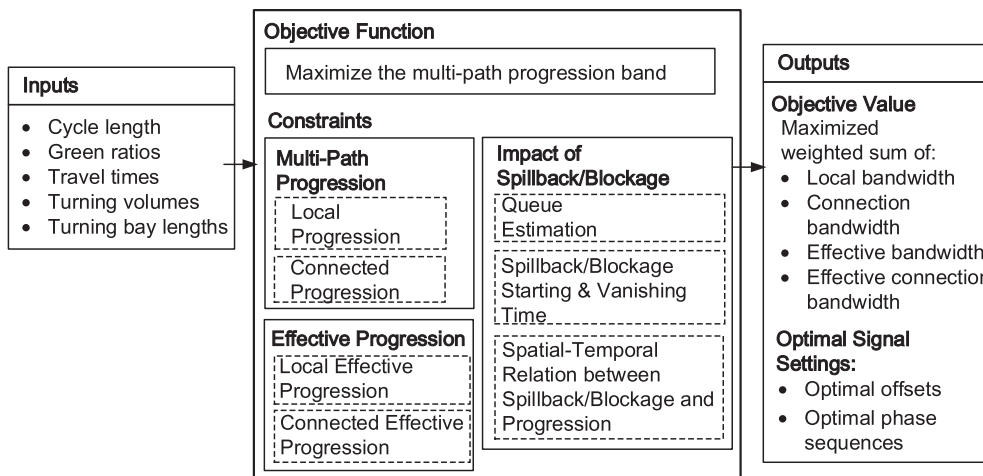 Inputs
• Cycle length
• Green ratios
• Travel times
• Turning volumes
• Turning bay lengths
Objective Function
Maximize the multi-path progression band
Constraints
Multi-Path
Progression
Local
Progression
Connected
Progression
Effective Progression
Local Effective
Progression
Connected Effective
Progression
Impact of
Spillback/Blockage
Queue
Estimation
Spillback/Blockage
Starting & Vanishing
Time
Spatial-Temporal
Relation between
Spillback/Blockage and
Progression
Outputs
Objective Value
Maximized
weighted sum of:
• Local bandwidth
• Connection
bandwidth
• Effective bandwidth
• Effective connection
bandwidth
Optimal Signal
Settings:
• Optimal offsets
• Optimal phase
sequences